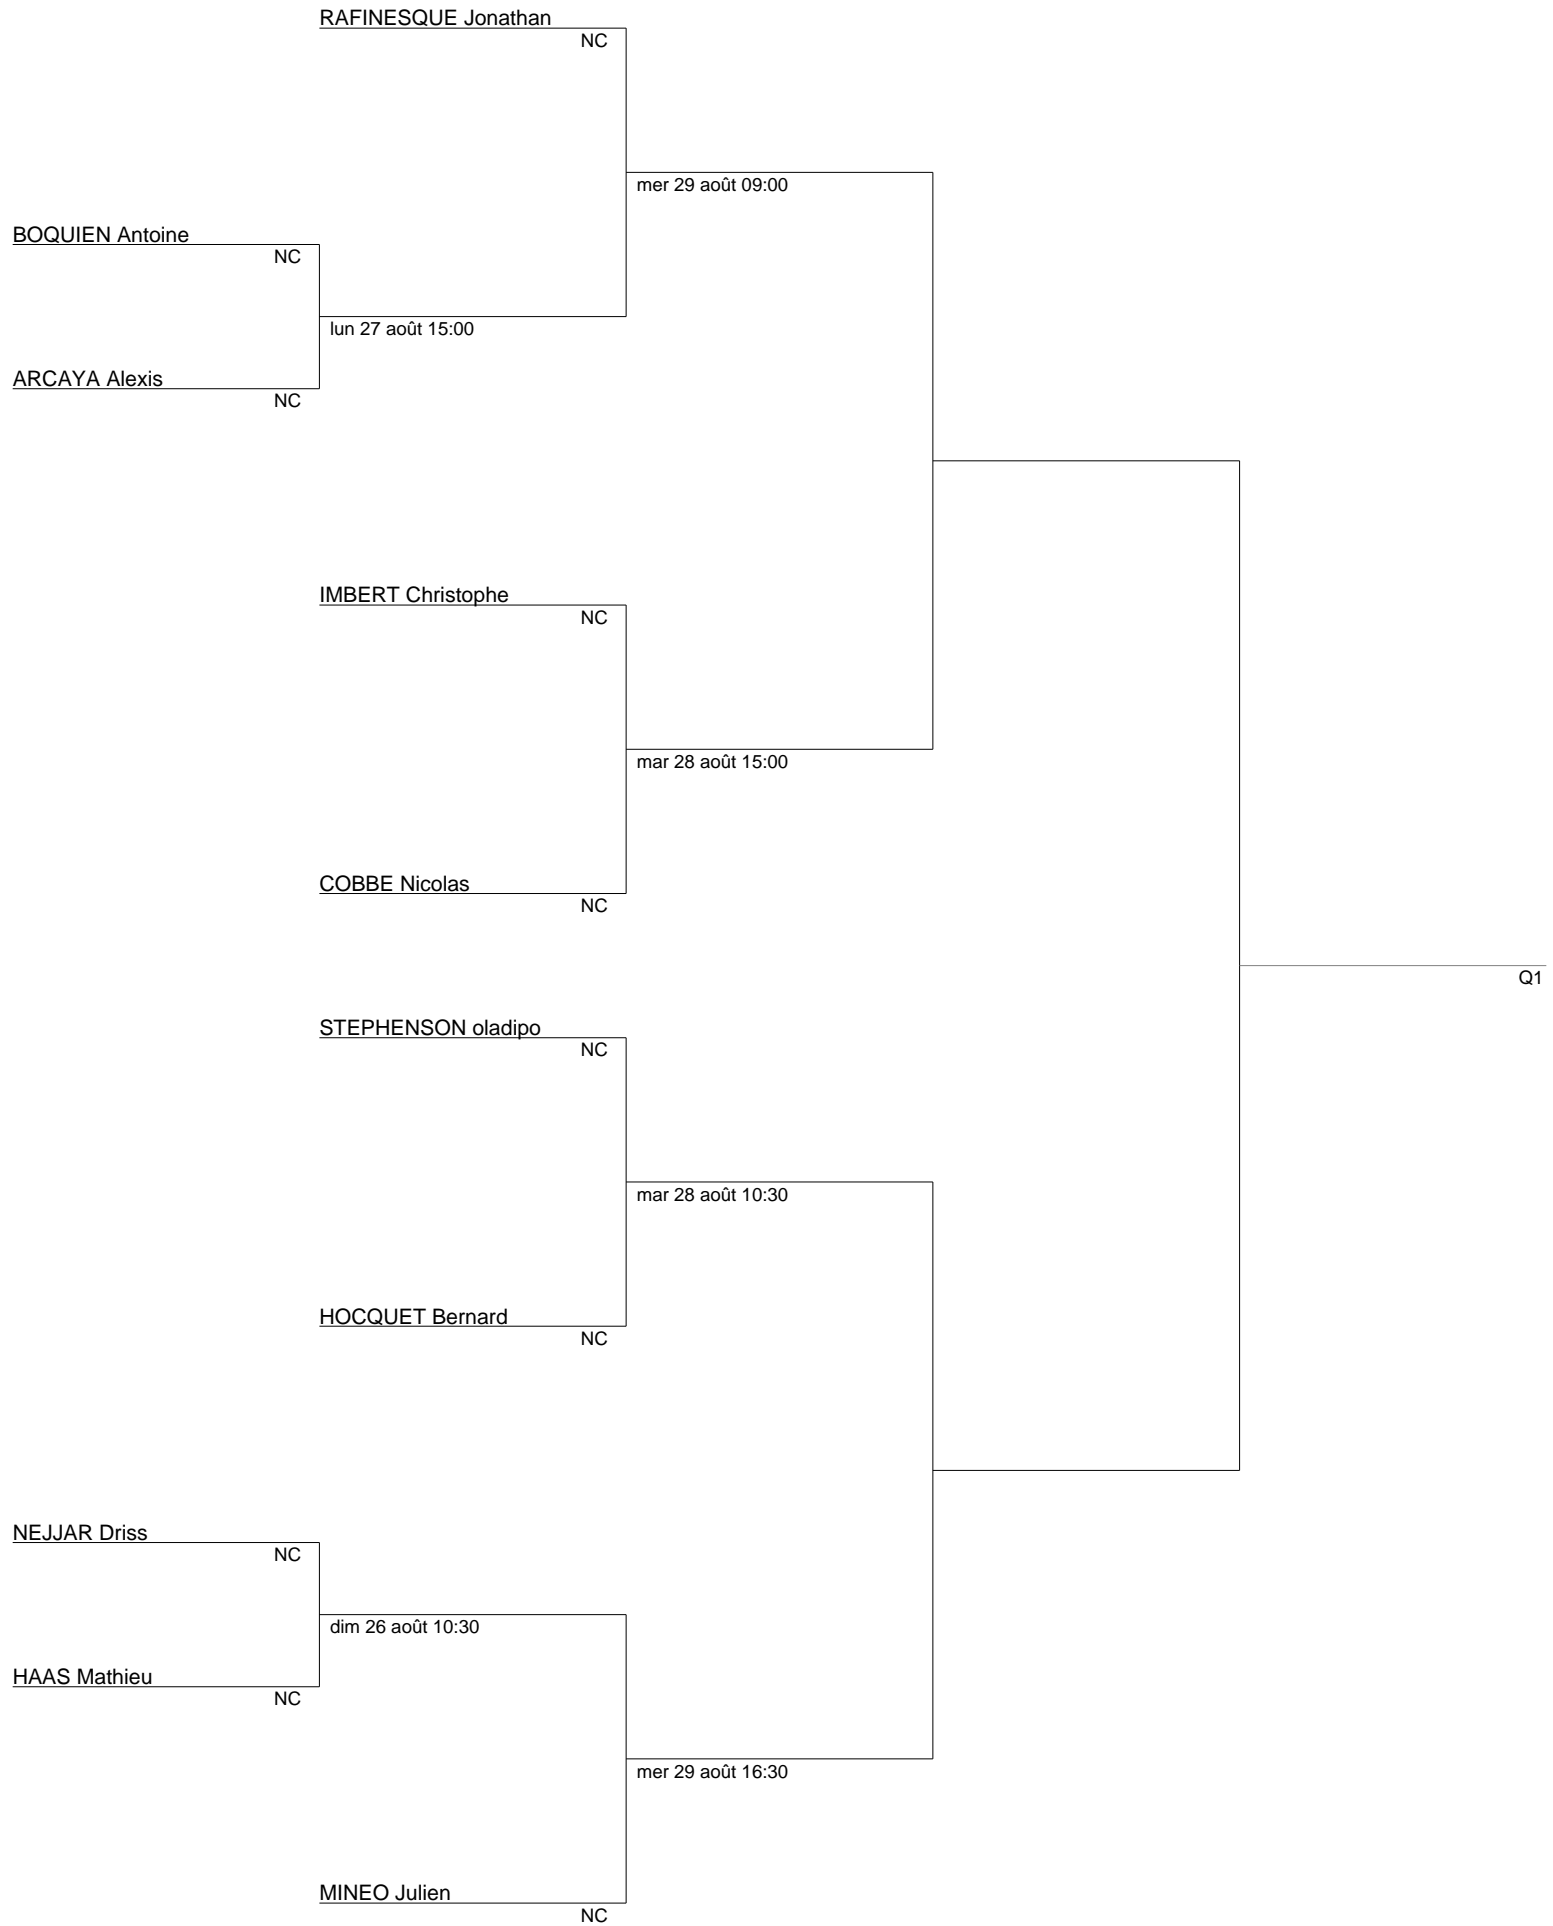 RAFINESQUE Jonathan
NC
mer 29 août 09:00
BOQUIEN Antoine
NC
lun 27 août 15:00
ARCAYA Alexis
NC
IMBERT Christophe
NC
mar 28 août 15:00
COBBE Nicolas
NC
Q1
STEPHENSON oladipo
NC
mar 28 août 10:30
HOCQUET Bernard
NC
NEJJAR Driss
NC
dim 26 août 10:30
HAAS Mathieu
NC
mer 29 août 16:30
MINEO Julien
NC